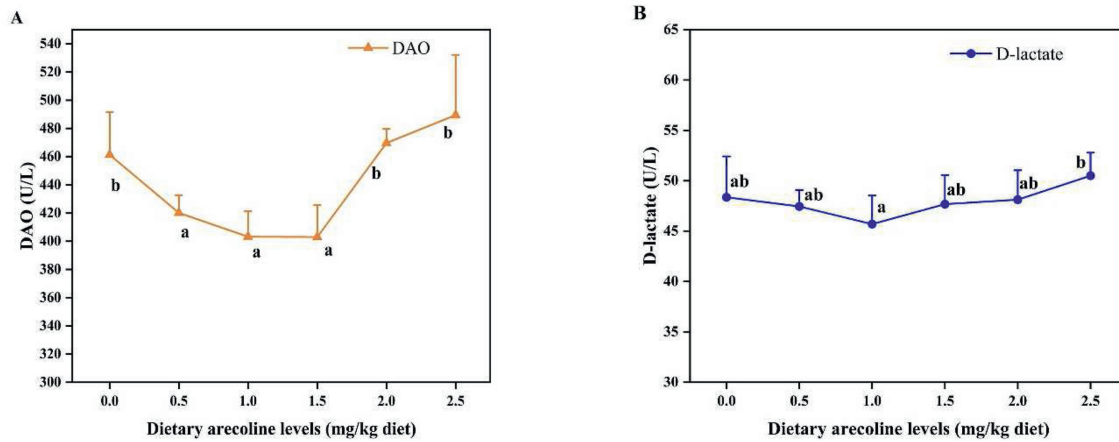 A
DAO
DAO (U/L)
540
520
500
480
460
440
420
400
380
360
340
320
300
b
a
a
a
b
b
0.0 0.5 1.0 1.5 2.0 2.5
Dietary arecoline levels (mg/kg diet)
B
D-lactate
D-lactate (U/L)
65
60
55
50
45
40
35
30
ab
ab
a
ab
ab
b
0.0 0.5 1.0 1.5 2.0 2.5
Dietary arecoline levels (mg/kg diet)